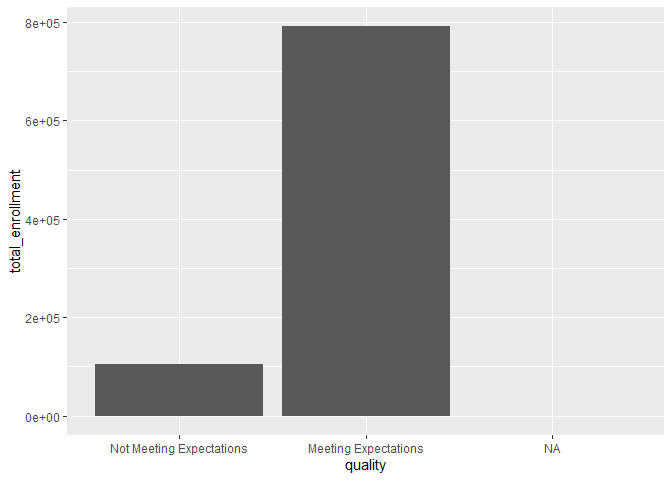 8e+05
6e+05
4e+05
2e+05
0e+00
total_enrollment
Not Meeting Expectations
Meeting Expectations
NA
quality